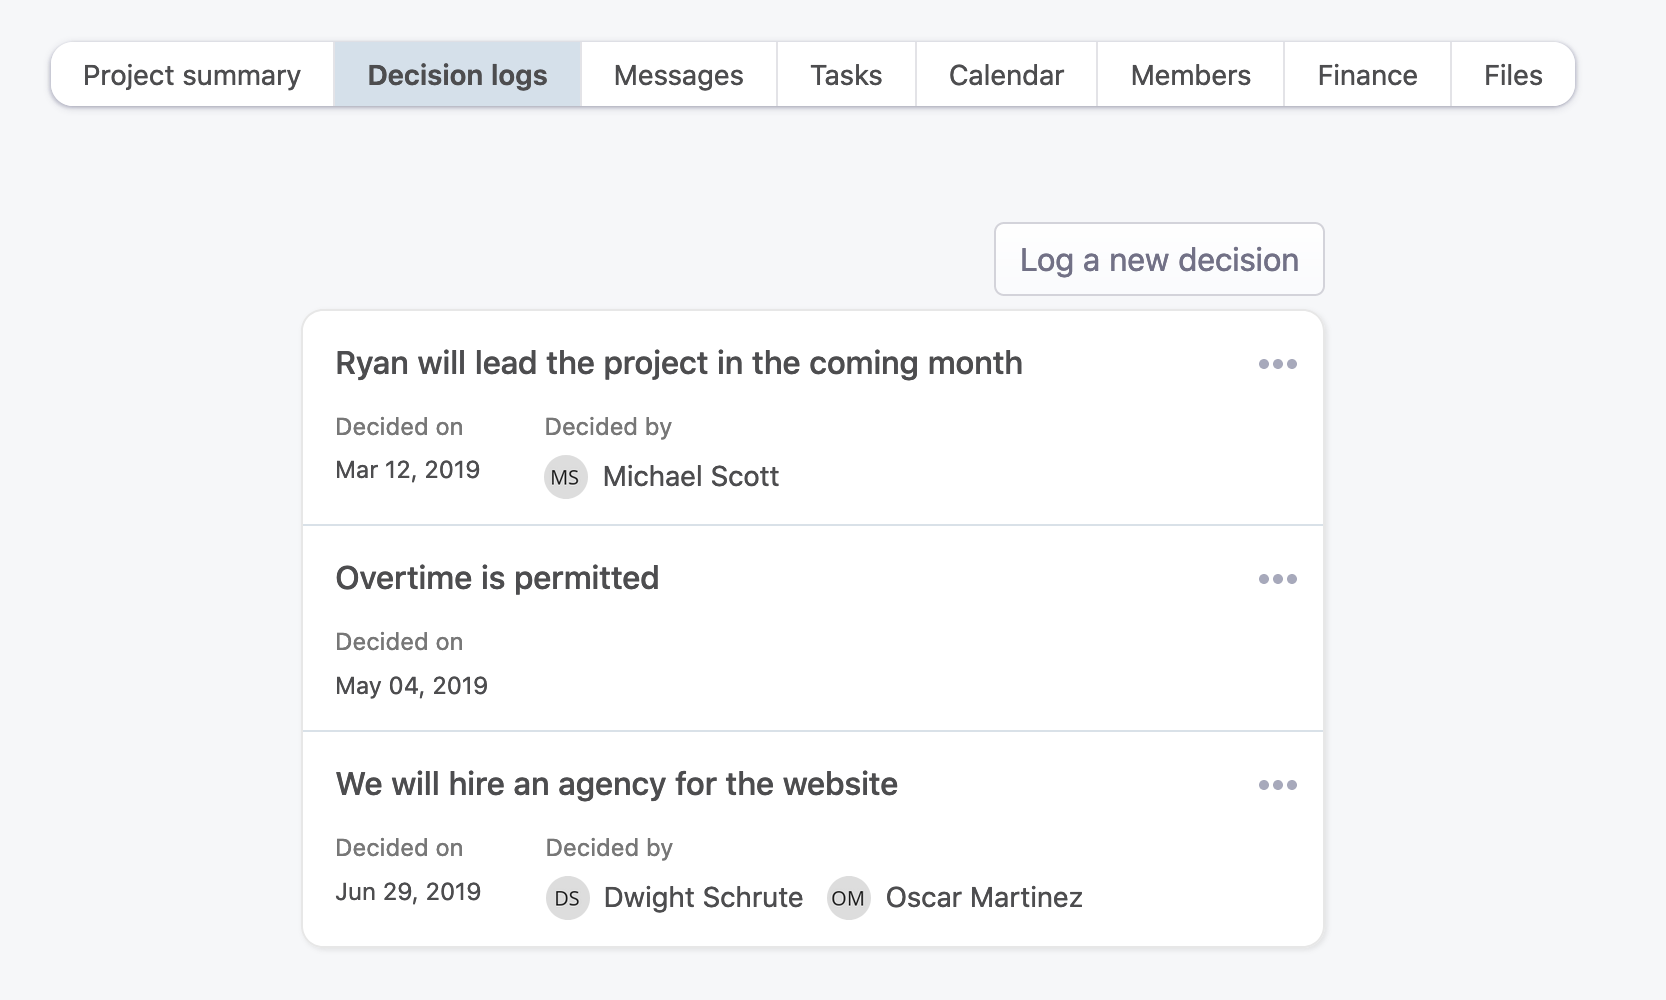 Project summary Decision logs Messages Tasks Calendar Members Finance Files
Log a new decision
Ryan will lead the project in the coming month
Decided on Decided by
Mar 12, 2019 MS Michael Scott
Overtime is permitted
Decided on
May 04, 2019
We will hire an agency for the website
Decided on Decided by
Jun 29, 2019 DS Dwight Schrute OM Oscar Martinez